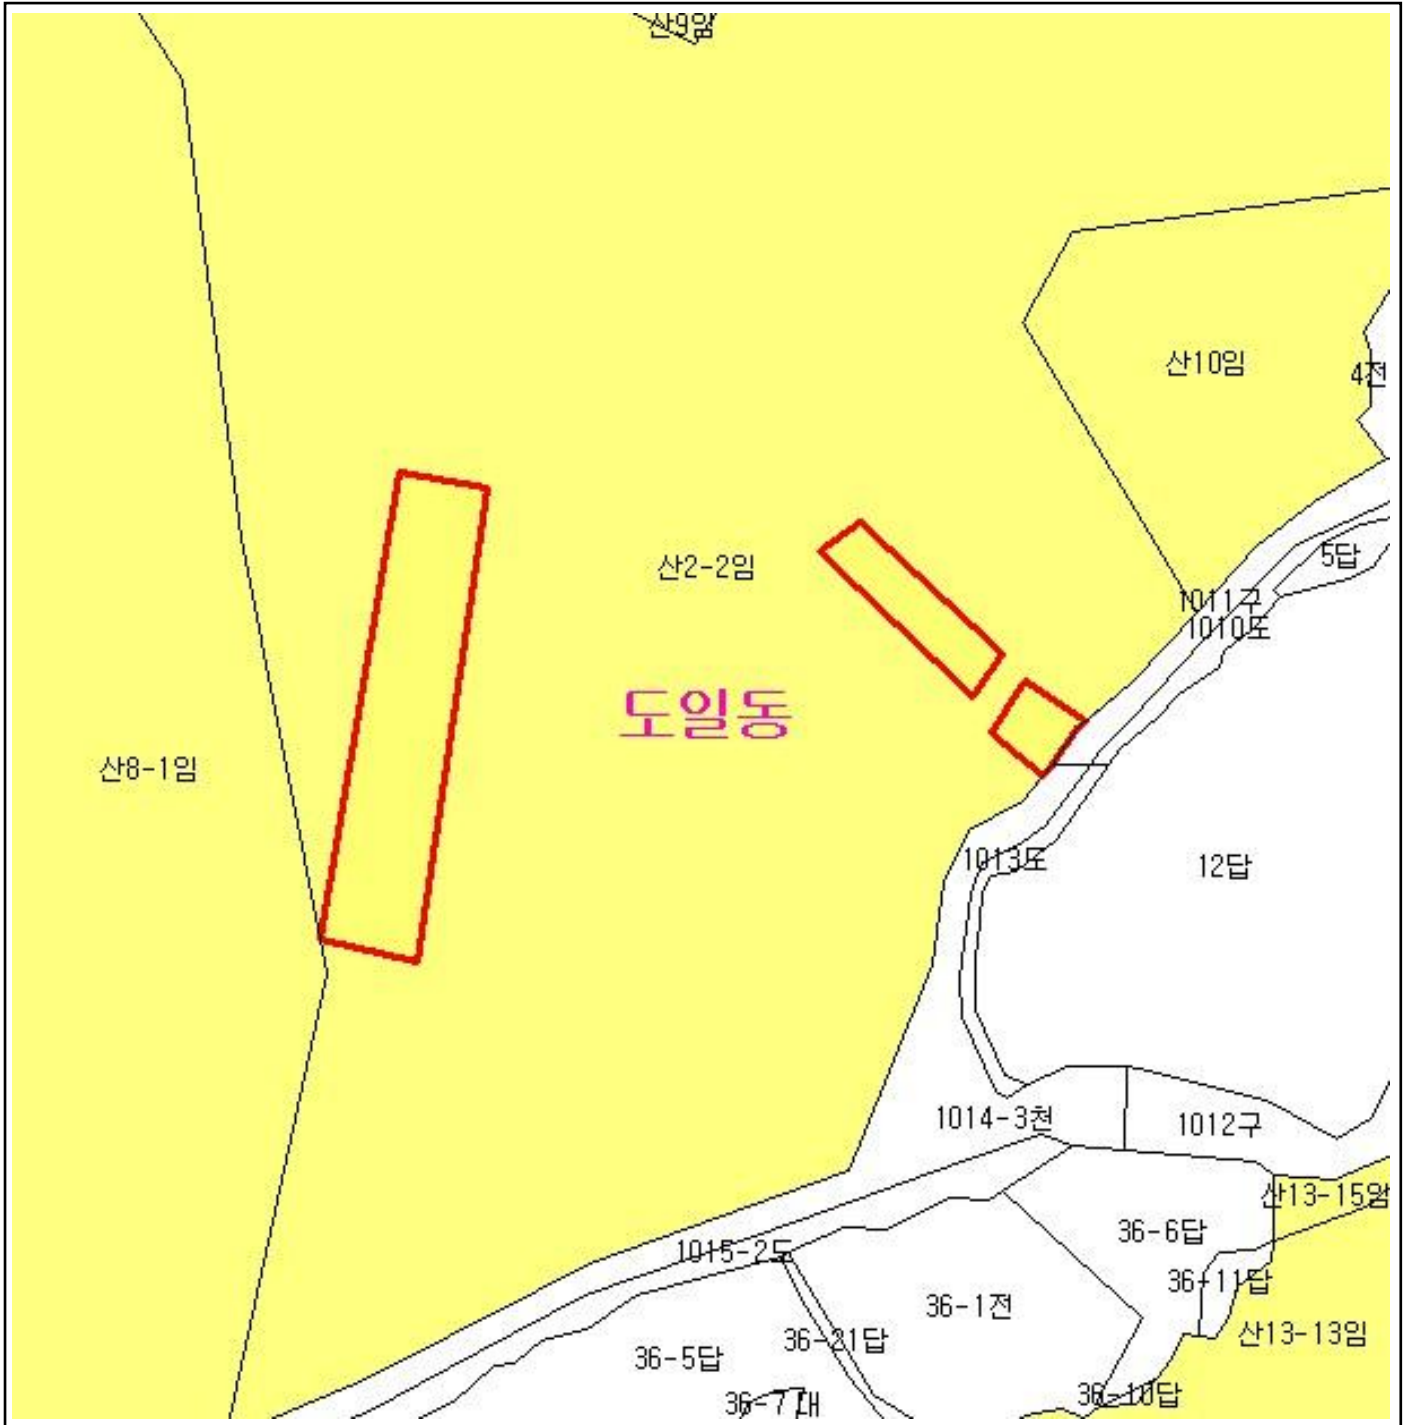 산9임
산10임
4전
5답
산2-2임
1011구
1010도
도일동
산8-1임
1013도
12답
1014-3천
1012구
산13-15임
36-6답
1015-2도
36-11답
36-1전
36-21답
산13-13임
36-5답
36-10답
36-7대